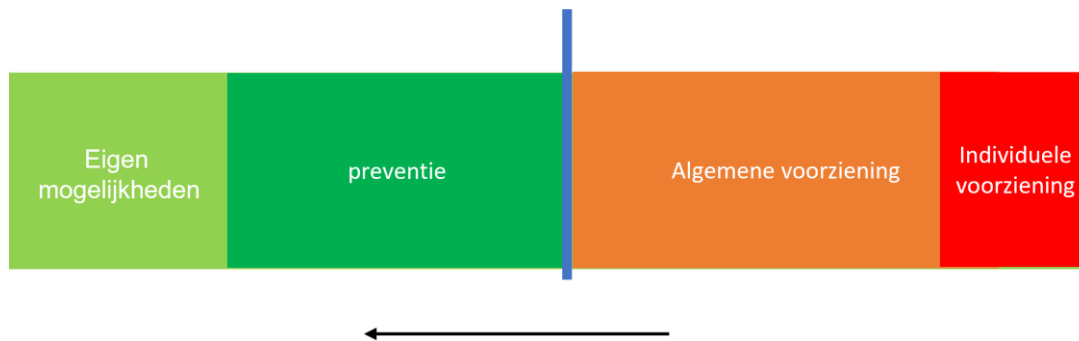 Eigen
mogelijkheden
preventie
Algemene voorziening
Individuele
voorziening